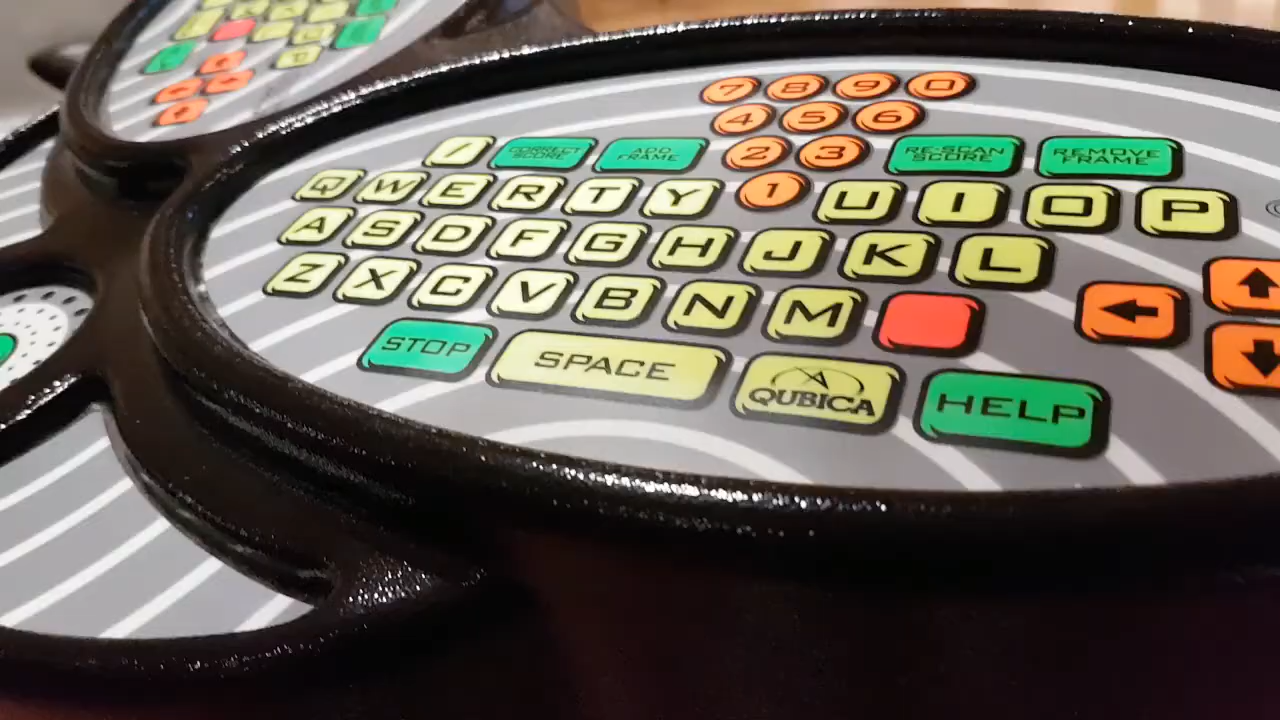 7 8 9 0
4 5 6
/ CORRECT SCORE ADD FRAME 2 3 RE-SCAN SCORE REMOVE FRAME
Q W E R T Y 1 U I O P
A S D F G H J K L
Z X C V B N M
STOP SPACE QUBICA HELP